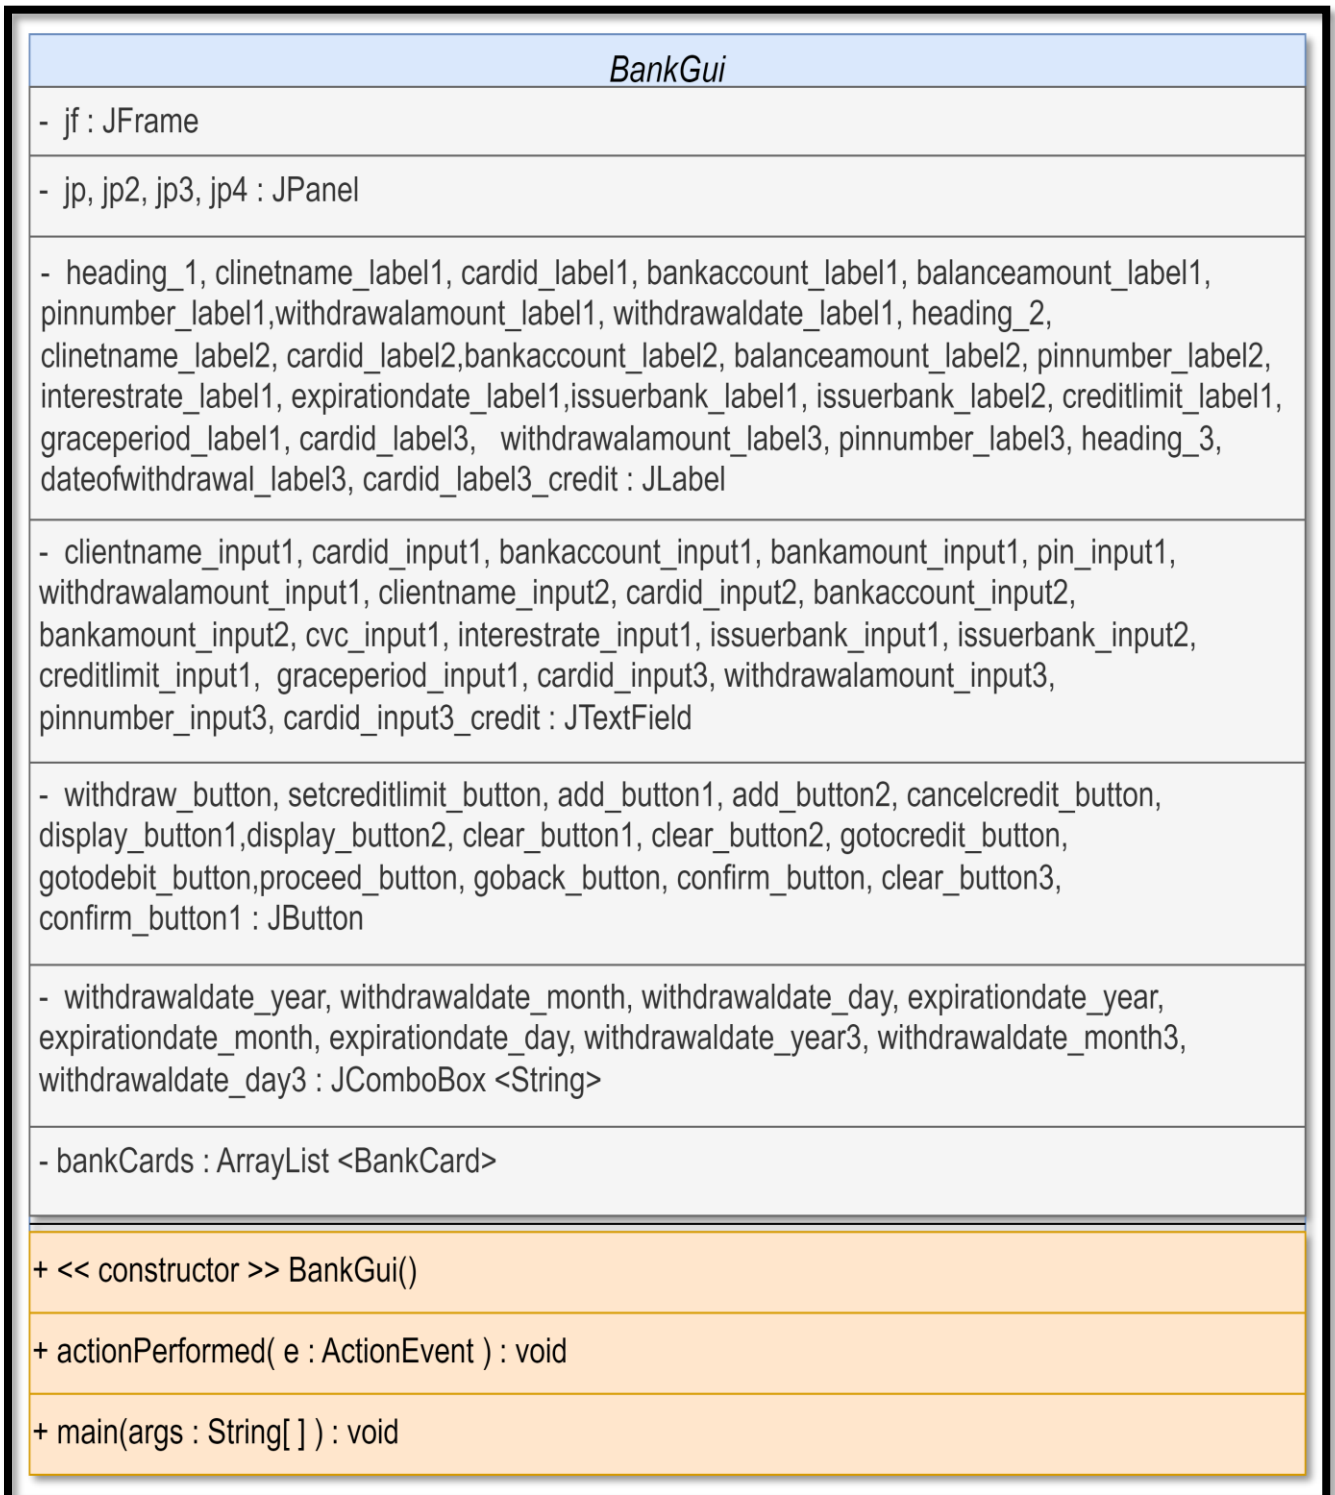 BankGui
- jf : JFrame
- jp, jp2, jp3, jp4 : JPanel
- heading_1, clinetname_label1, cardid_label1, bankaccount_label1, balanceamount_label1,
pinnumber_label1,withdrawalamount_label1, withdrawaldate_label1, heading_2,
clinetname_label2, cardid_label2,bankaccount_label2, balanceamount_label2, pinnumber_label2,
interestrate_label1, expirationdate_label1,issuerbank_label1, issuerbank_label2, creditlimit_label1,
graceperiod_label1, cardid_label3, withdrawalamount_label3, pinnumber_label3, heading_3,
dateofwithdrawal_label3, cardid_label3_credit : JLabel
- clientname_input1, cardid_input1, bankaccount_input1, bankamount_input1, pin_input1,
withdrawalamount_input1, clientname_input2, cardid_input2, bankaccount_input2,
bankamount_input2, cvc_input1, interestrate_input1, issuerbank_input1, issuerbank_input2,
creditlimit_input1, graceperiod_input1, cardid_input3, withdrawalamount_input3,
pinnumber_input3, cardid_input3_credit : JTextField
- withdraw_button, setcreditlimit_button, add_button1, add_button2, cancelcredit_button,
display_button1,display_button2, clear_button1, clear_button2, gotocredit_button,
gotodebit_button,proceed_button, goback_button, confirm_button, clear_button3,
confirm_button1 : JButton
- withdrawaldate_year, withdrawaldate_month, withdrawaldate_day, expirationdate_year,
expirationdate_month, expirationdate_day, withdrawaldate_year3, withdrawaldate_month3,
withdrawaldate_day3 : JComboBox <String>
- bankCards : ArrayList <BankCard>
+ << constructor >> BankGui()
+ actionPerformed( e : ActionEvent ) : void
+ main(args : String[ ] ) : void